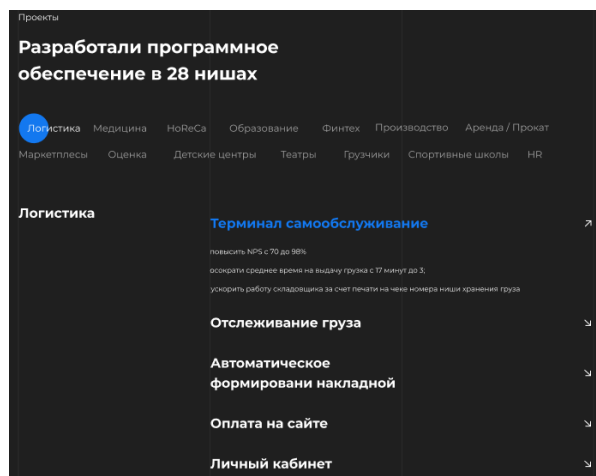 Проекты
Разработали программное
обеспечение в 28 нишах
Логистика Медицина HoReCa Образование Финтех Производство Аренда / Прокат
Маркетплесы Оценка Детские центры Театры Грузчики Спортивные школы HR
Логистика
Терминал самообслуживание
повысить NPS с 70 до 98%
осократи среднее время на выдачу грузка с 17 минут до 3;
ускорить работу складовщика за счет печати на чеке номера ниши хранения груза
Отслеживание груза
Автоматическое
формировани накладной
Оплата на сайте
Личный кабинет